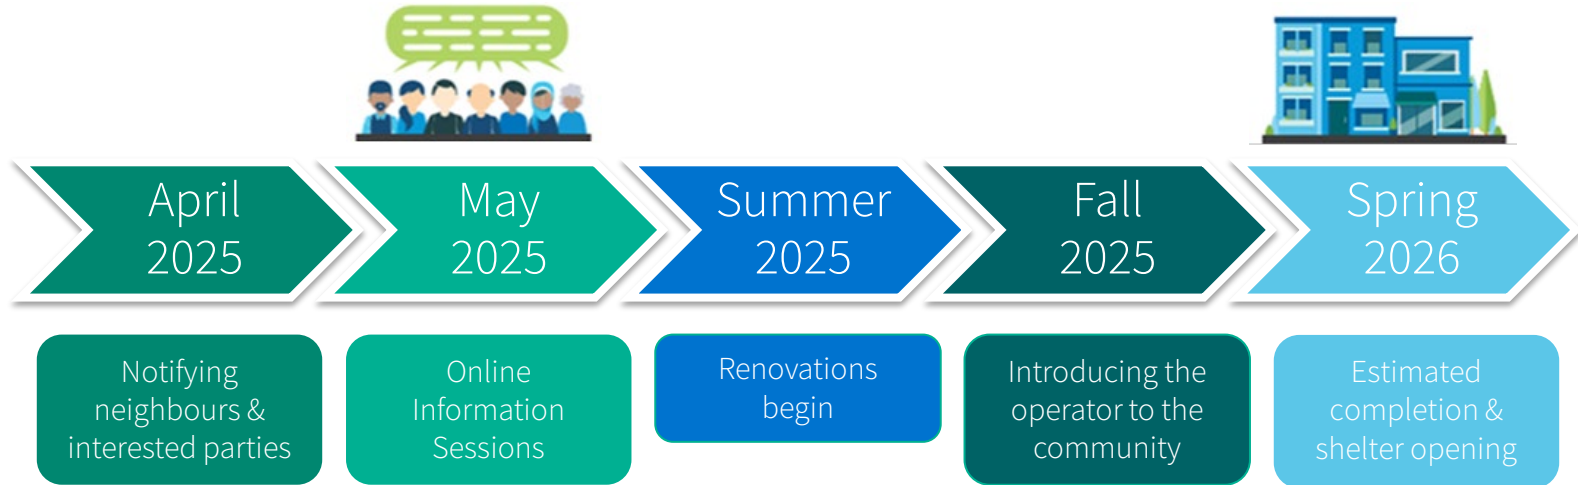 April
2025
May
2025
Summer
2025
Fall
2025
Spring
2026
Notifying
neighbours &
interested parties
Online
Information
Sessions
Renovations
begin
Introducing the
operator to the
community
Estimated
completion &
shelter opening